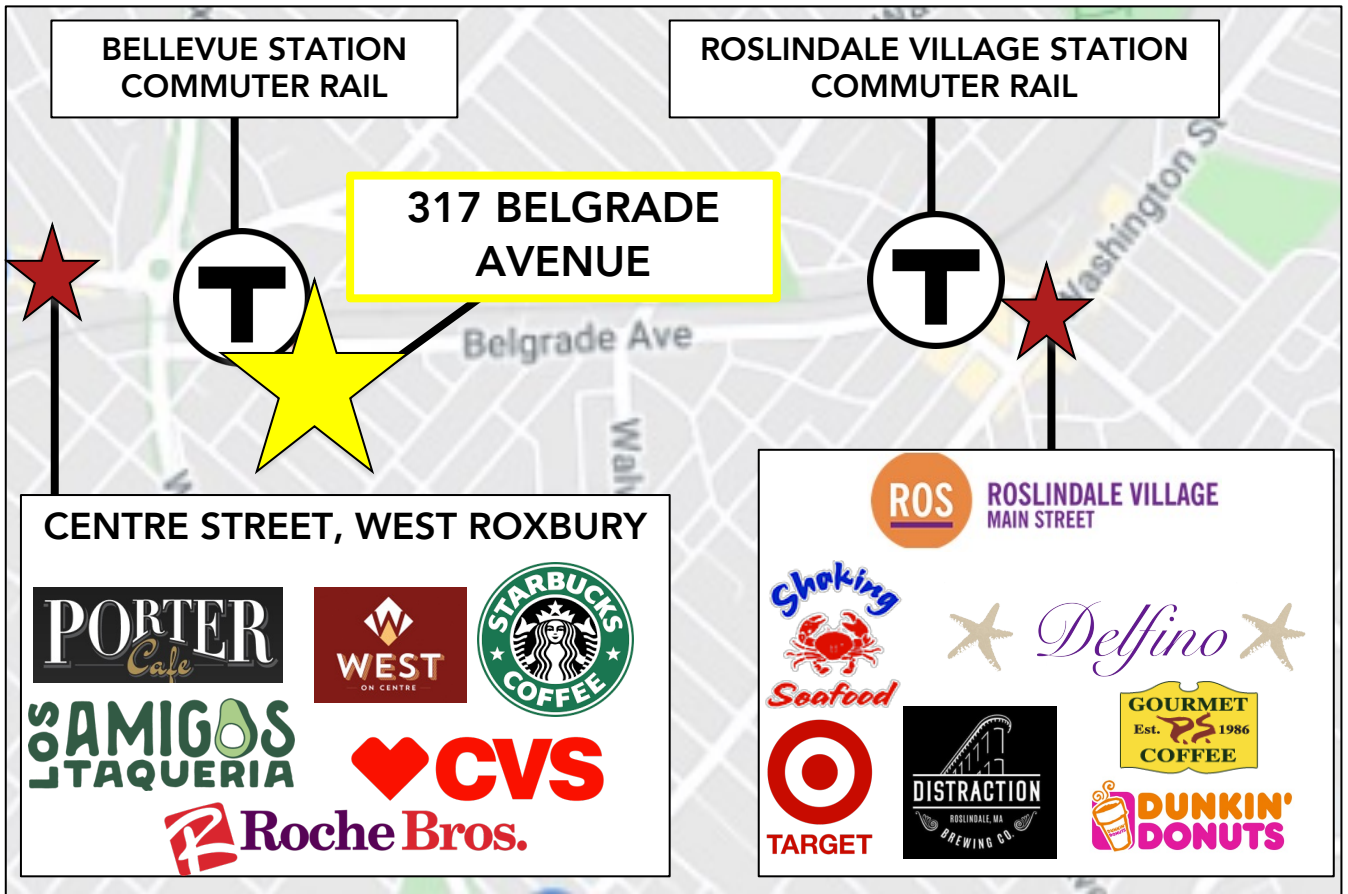 BELLEVUE STATION
COMMUTER RAIL
ROSLINDALE VILLAGE STATION
COMMUTER RAIL
317 BELGRADE
AVENUE
T
T
Washington St
Belgrade Ave
CENTRE STREET, WEST ROXBURY
PORTER
Cafe
WEST
ON CENTRE
STARBUCKS
COFFEE
LOS AMIGOS
TAQUERIA
CVS
Roche Bros.
ROS
ROSLINDALE VILLAGE
MAIN STREET
Shaking
Seafood
Delfino
TARGET
DISTRACTION
ROSLINDALE, MA
BREWING CO.
GOURMET
Est. P.S. 1986
COFFEE
DUNKIN'
DONUTS